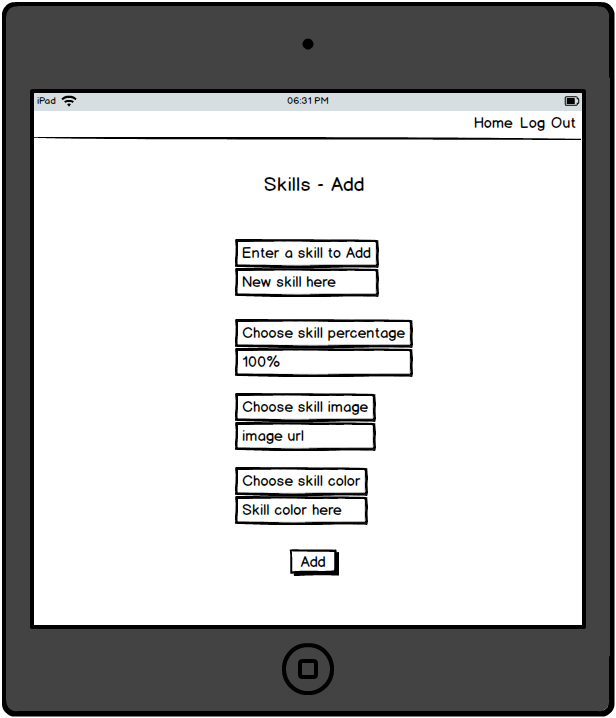 iPad 06:31 PM
Home Log Out
Skills - Add
Enter a skill to Add
New skill here
Choose skill percentage
100%
Choose skill image
image url
Choose skill color
Skill color here
Add